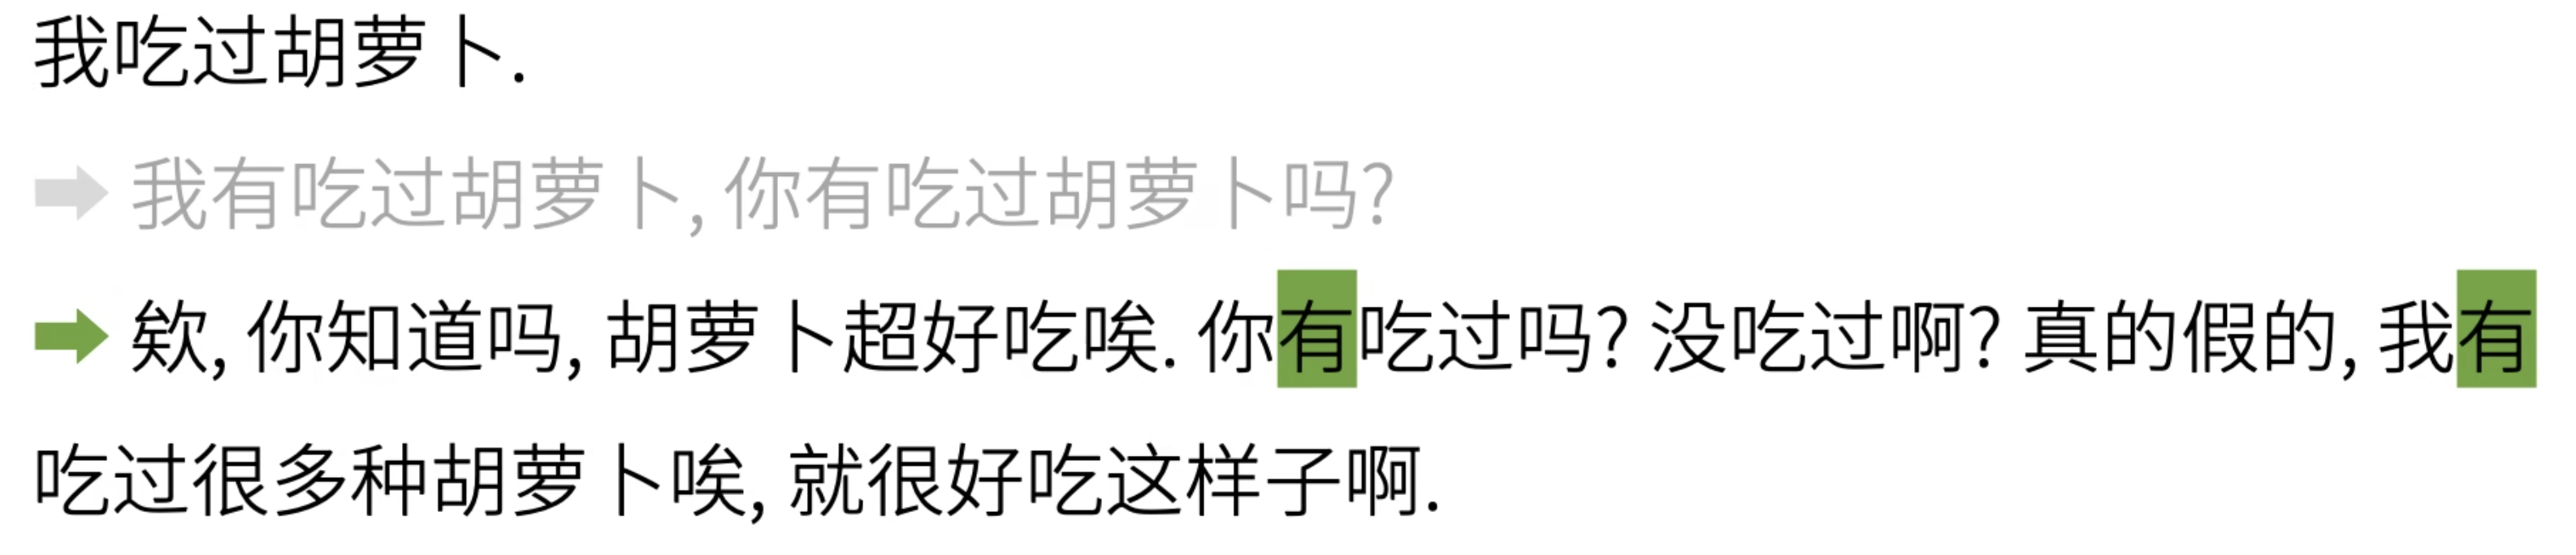 我吃过胡萝卜.
我有吃过胡萝卜, 你有吃过胡萝卜吗?
欸, 你知道吗, 胡萝卜超好吃唉. 你有吃过吗? 没吃过啊? 真的假的, 我有
吃过很多种胡萝卜唉, 就很好吃这样子啊.